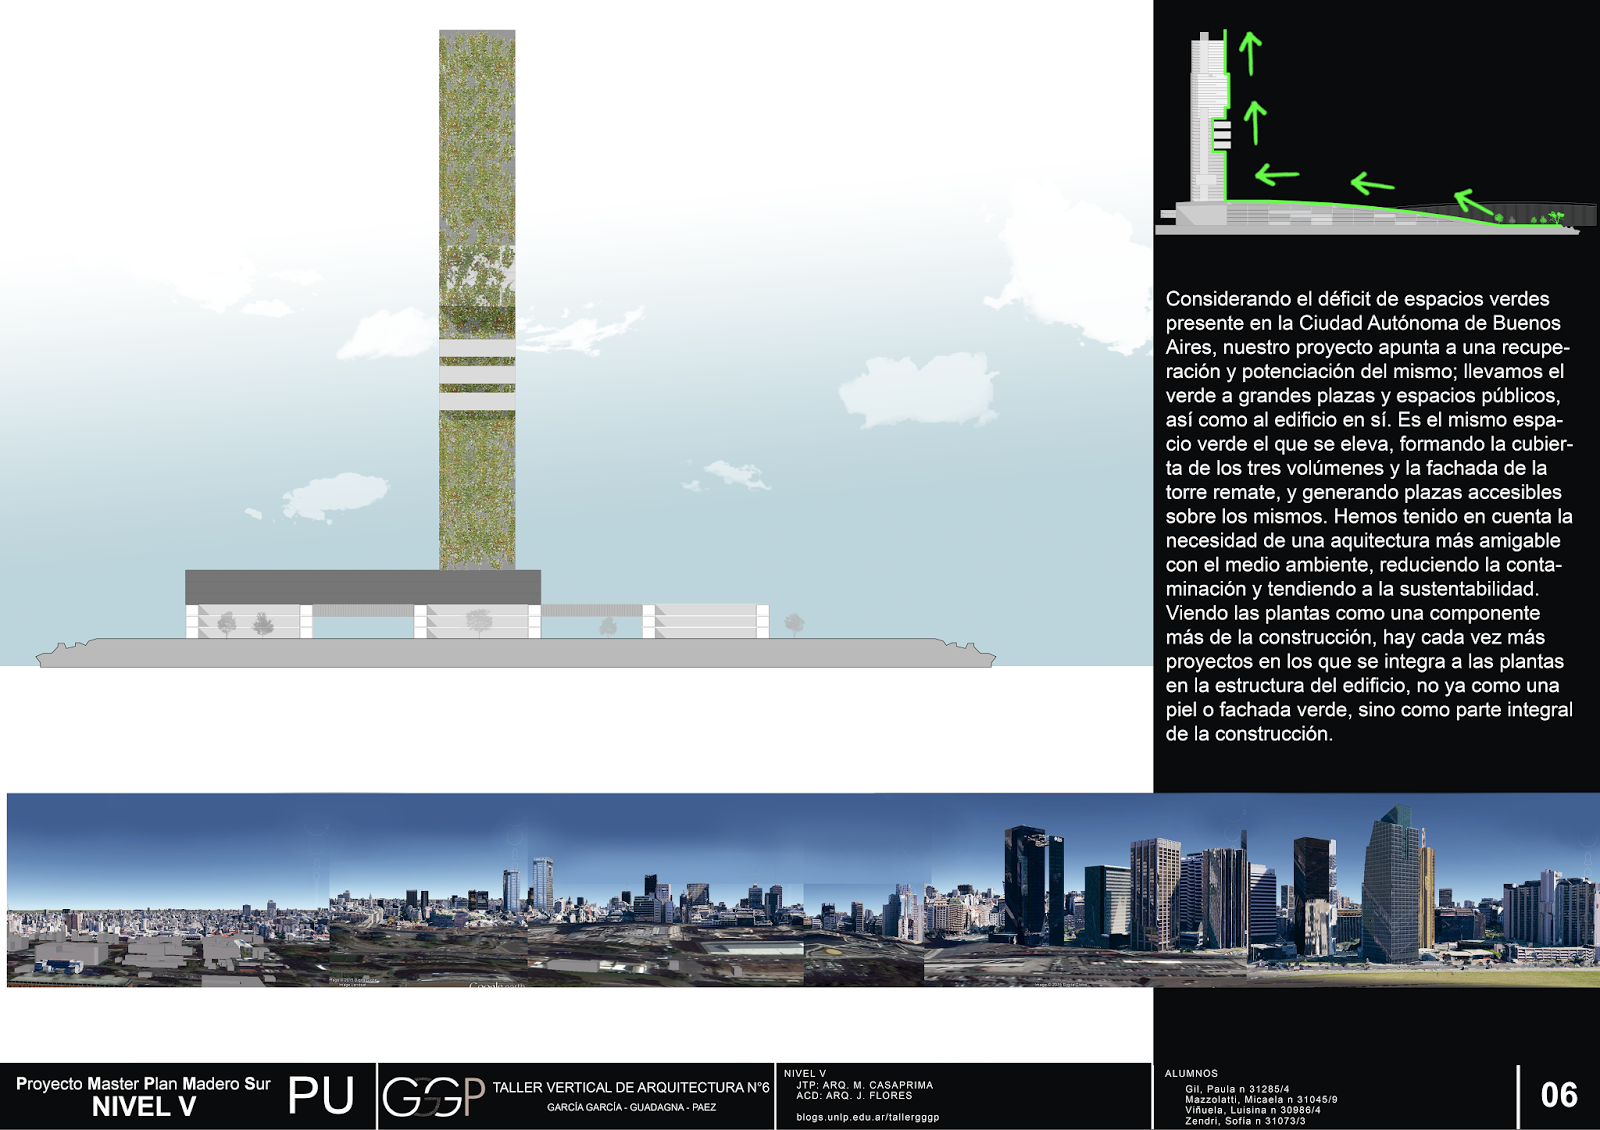 Considerando el déficit de espacios verdes
presente en la Ciudad Autónoma de Buenos
Aires, nuestro proyecto apunta a una recupe-
ración y potenciación del mismo; llevamos el
verde a grandes plazas y espacios públicos,
así como al edificio en sí. Es el mismo espa-
cio verde el que se eleva, formando la cubier-
ta de los tres volúmenes y la fachada de la
torre remate, y generando plazas accesibles
sobre los mismos. Hemos tenido en cuenta la
necesidad de una aquitectura más amigable
con el medio ambiente, reduciendo la conta-
minación y tendiendo a la sustentabilidad.
Viendo las plantas como una componente
más de la construcción, hay cada vez más
proyectos en los que se integra a las plantas
en la estructura del edificio, no ya como una
piel o fachada verde, sino como parte integral
de la construcción.
Google earth
Proyecto Master Plan Madero Sur
NIVEL V
PU
GGGP
TALLER VERTICAL DE ARQUITECTURA N°6
GARCÍA GARCÍA - GUADAGNA - PAEZ
NIVEL V
JTP: ARQ. M. CASAPRIMA
ACD: ARQ. J. FLORES
blogs.unlp.edu.ar/tallergggp
ALUMNOS
Gil, Paula n 31285/4
Mazzolatti, Micaela n 31045/9
Viñuela, Luisina n 30986/4
Zendri, Sofía n 31073/3
06